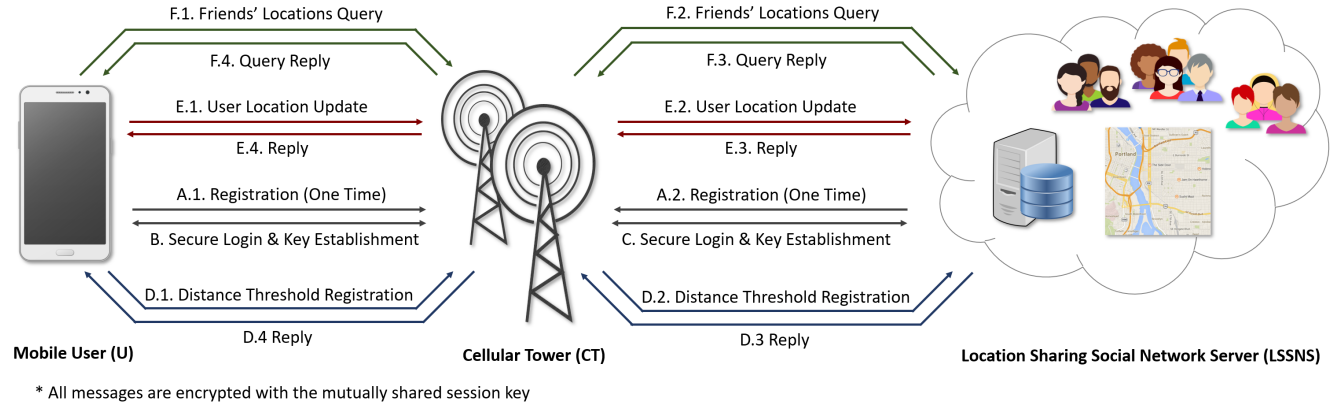 F.1. Friends’ Locations Query
F.2. Friends’ Locations Query
F.4. Query Reply
F.3. Query Reply
E.1. User Location Update
E.2. User Location Update
E.4. Reply
E.3. Reply
Portland
A.1. Registration (One Time)
A.2. Registration (One Time)
B. Secure Login & Key Establishment
C. Secure Login & Key Establishment
D.1. Distance Threshold Registration
D.2. Distance Threshold Registration
D.4 Reply
D.3 Reply
Mobile User (U)
Cellular Tower (CT)
Location Sharing Social Network Server (LSSNS)
* All messages are encrypted with the mutually shared session key